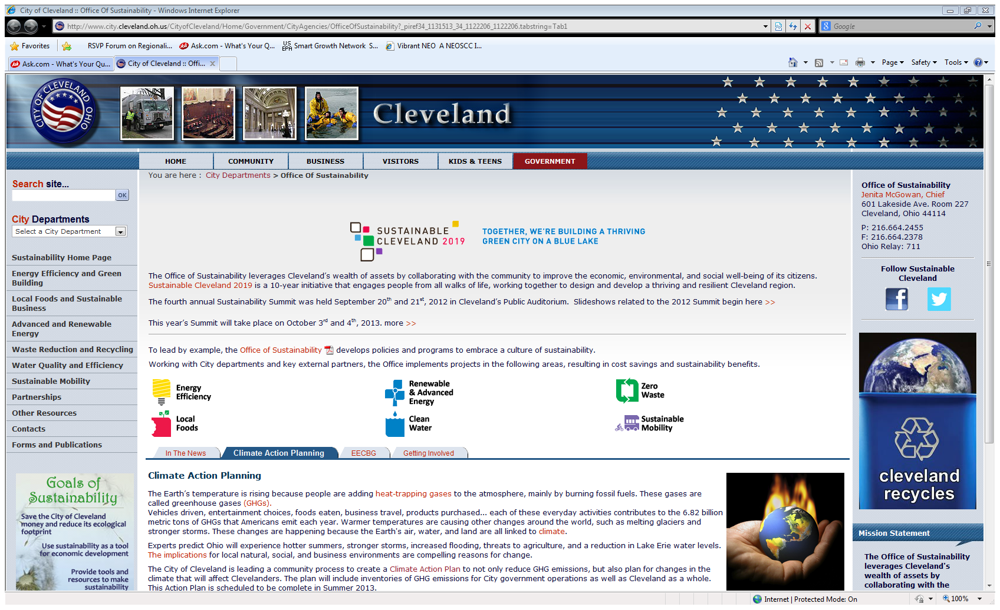 City of Cleveland :: Office Of Sustainability - Windows Internet Explorer
http://www.city.cleveland.oh.us/CityofCleveland/Home/Government/CityAgencies/OfficeOfSustainability?_piref34_1131513_34_1122206_1122206.tabstring=Tab1
Google
Favorites
RSVP Forum on Regionali...
Ask.com - What's Your Q...
US EPA Smart Growth Network S...
Vibrant NEO A NEOSCC I...
Ask.com - What's Your Qu...
City of Cleveland :: Offi...
Page
Safety
Tools
CITY OF CLEVELAND OHIO
Cleveland
HOME
COMMUNITY
BUSINESS
VISITORS
KIDS & TEENS
GOVERNMENT
Search site...
OK
City Departments
Select a City Department
Sustainability Home Page
Energy Efficiency and Green
Building
Local Foods and Sustainable
Business
Advanced and Renewable
Energy
Waste Reduction and Recycling
Water Quality and Efficiency
Sustainable Mobility
Partnerships
Other Resources
Contacts
Forms and Publications
Goals of
Sustainability
Save the City of Cleveland
money and reduce its ecological
footprint
Use sustainability as a tool
for economic development
Provide tools and
resources to make
sustainability
You are here : City Departments > Office Of Sustainability
SUSTAINABLE
CLEVELAND 2019
TOGETHER, WE'RE BUILDING A THRIVING
GREEN CITY ON A BLUE LAKE
The Office of Sustainability leverages Cleveland's wealth of assets by collaborating with the community to improve the economic, environmental, and social well-being of its citizens.
Sustainable Cleveland 2019 is a 10-year initiative that engages people from all walks of life, working together to design and develop a thriving and resilient Cleveland region.
The fourth annual Sustainability Summit was held September 20th and 21st, 2012 in Cleveland's Public Auditorium. Slideshows related to the 2012 Summit begin here >>
This year's Summit will take place on October 3rd and 4th, 2013. more >>
To lead by example, the Office of Sustainability develops policies and programs to embrace a culture of sustainability.
Working with City departments and key external partners, the Office implements projects in the following areas, resulting in cost savings and sustainability benefits.
Energy
Efficiency
Renewable
& Advanced
Energy
Zero
Waste
Local
Foods
Clean
Water
Sustainable
Mobility
In The News
Climate Action Planning
EECBG
Getting Involved
Climate Action Planning
The Earth's temperature is rising because people are adding heat-trapping gases to the atmosphere, mainly by burning fossil fuels. These gases are
called greenhouse gases (GHGs).
Vehicles driven, entertainment choices, foods eaten, business travel, products purchased... each of these everyday activities contributes to the 6.82 billion
metric tons of GHGs that Americans emit each year. Warmer temperatures are causing other changes around the world, such as melting glaciers and
stronger storms. These changes are happening because the Earth's air, water, and land are all linked to climate.
Experts predict Ohio will experience hotter summers, stronger storms, increased flooding, threats to agriculture, and a reduction in Lake Erie water levels.
The implications for local natural, social, and business environments are compelling reasons for change.
The City of Cleveland is leading a community process to create a Climate Action Plan to not only reduce GHG emissions, but also plan for changes in the
climate that will affect Clevelanders. The plan will include inventories of GHG emissions for City government operations as well as Cleveland as a whole.
This Action Plan is scheduled to be complete in Summer 2013.
Office of Sustainability
Jenita McGowan, Chief
601 Lakeside Ave. Room 227
Cleveland, Ohio 44114
P: 216.664.2455
F: 216.664.2378
Ohio Relay: 711
Follow Sustainable
Cleveland
cleveland
recycles
Mission Statement
The Office of Sustainability
leverages Cleveland's
wealth of assets by
collaborating with the
Internet | Protected Mode: On
100%